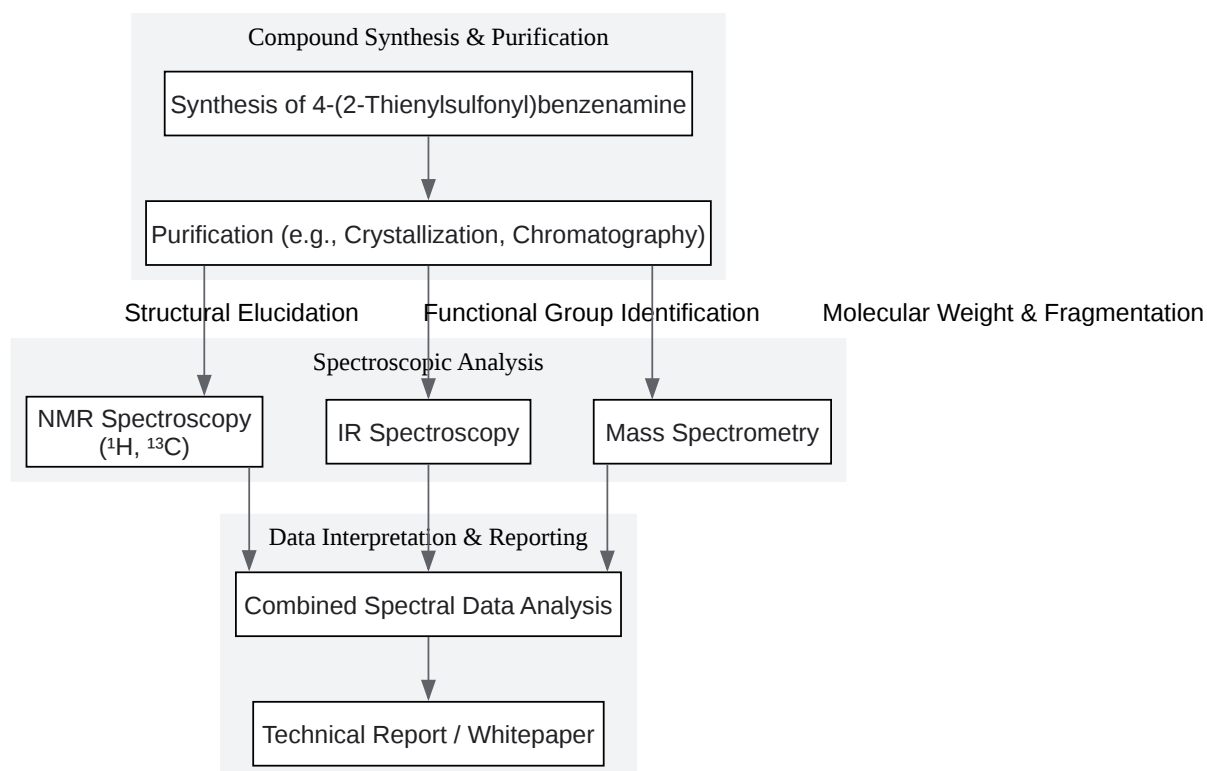 Compound Synthesis & Purification
Synthesis of 4-(2-Thienylsulfonyl)benzenamine
Purification (e.g., Crystallization, Chromatography)
Structural Elucidation
Functional Group Identification
Molecular Weight & Fragmentation
Spectroscopic Analysis
NMR Spectroscopy
(¹H, ¹³C)
IR Spectroscopy
Mass Spectrometry
Data Interpretation & Reporting
Combined Spectral Data Analysis
Technical Report / Whitepaper